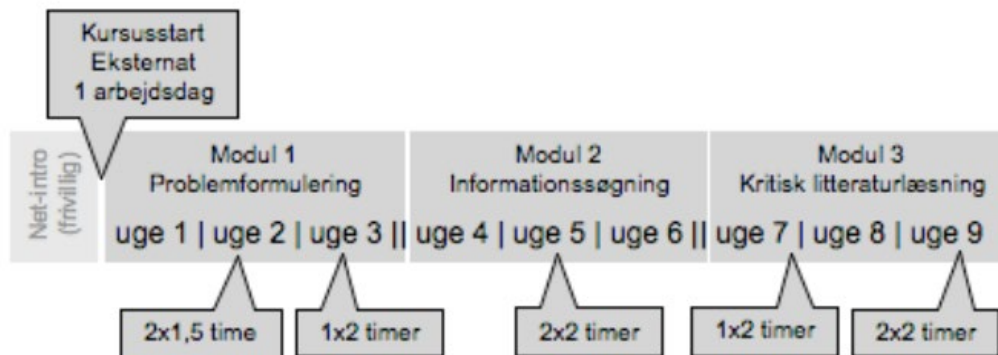 Kursusstart
Eksternat
1 arbejdsdag
Net-intro
(frivillig)
Modul 1
Problemformulering
Modul 2
Informationssøgning
Modul 3
Kritisk litteraturlæsning
uge 1 | uge 2 | uge 3 || uge 4 | uge 5 | uge 6 || uge 7 | uge 8 | uge 9
2x1,5 time
1x2 timer
2x2 timer
1x2 timer
2x2 timer